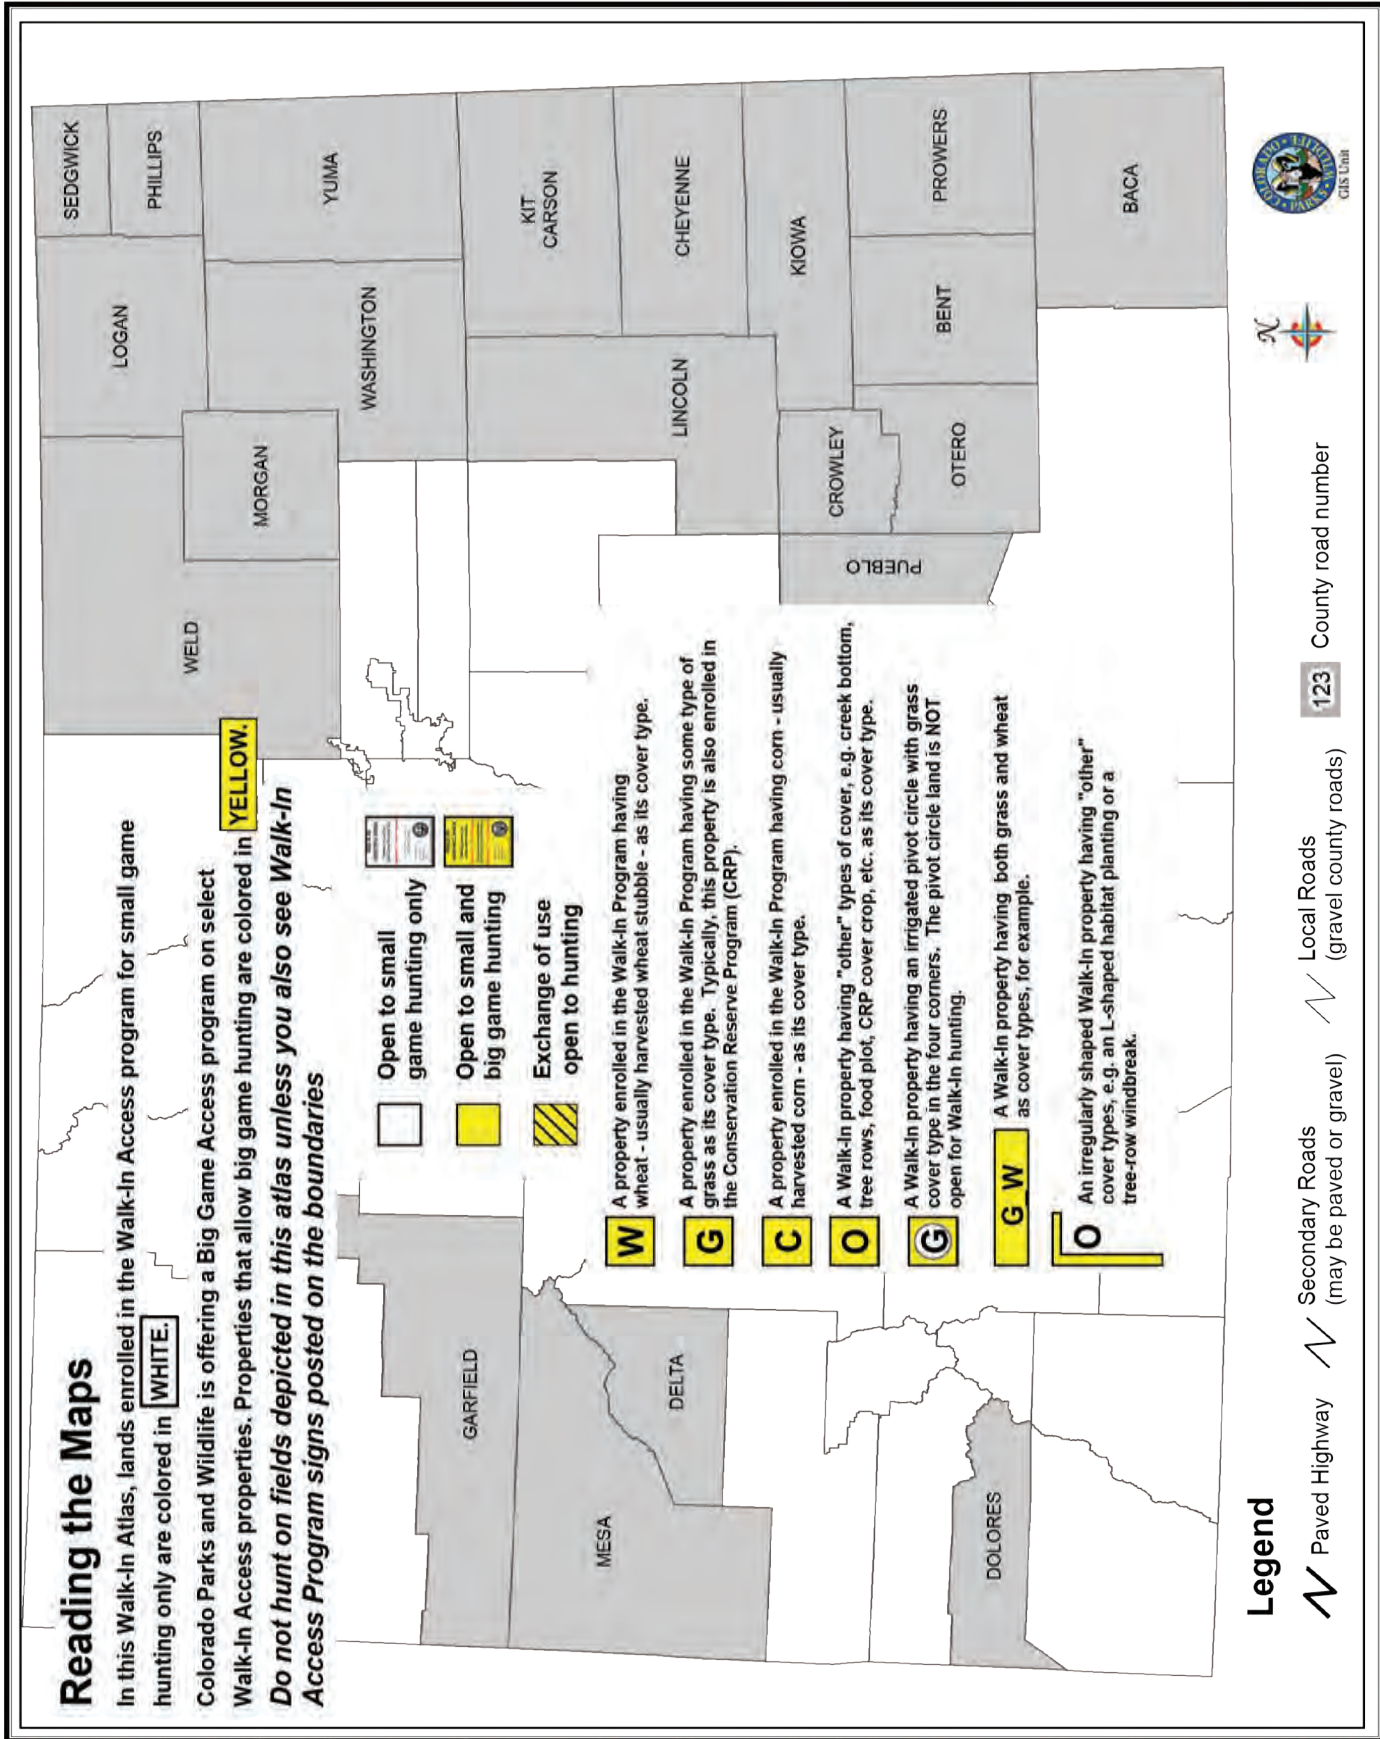 Reading the Maps
In this Walk-In Atlas, lands enrolled in the Walk-In Access program for small game
hunting only are colored in WHITE.
Colorado Parks and Wildlife is offering a Big Game Access program on select
Walk-In Access properties. Properties that allow big game hunting are colored in YELLOW.
Do not hunt on fields depicted in this atlas unless you also see Walk-In
Access Program signs posted on the boundaries
Open to small
game hunting only
Open to small and
big game hunting
Exchange of use
open to hunting
W A property enrolled in the Walk-In Program having
wheat - usually harvested wheat stubble - as its cover type.
G A property enrolled in the Walk-In Program having some type of
grass as its cover type. Typically, this property is also enrolled in
the Conservation Reserve Program (CRP).
C A property enrolled in the Walk-In Program having corn - usually
harvested corn - as its cover type.
O A Walk-In property having "other" types of cover, e.g. creek bottom,
tree rows, food plot, CRP cover crop, etc. as its cover type.
G A Walk-In property having an irrigated pivot circle with grass
cover type in the four corners. The pivot circle land is NOT
open for Walk-In hunting.
G_W A Walk-In property having both grass and wheat
as cover types, for example.
O An irregularly shaped Walk-In property having "other"
cover types, e.g. an L-shaped habitat planting or a
tree-row windbreak.
SEDGWICK
PHILLIPS
LOGAN
YUMA
WELD
MORGAN
WASHINGTON
KIT
CARSON
CHEYENNE
LINCOLN
KIOWA
CROWLEY
PROWERS
BENT
OTERO
PUEBLO
BACA
GARFIELD
MESA
DELTA
DOLORES
Legend
Paved Highway
Secondary Roads
(may be paved or gravel)
Local Roads
(gravel county roads)
123 County road number
N
COLORADO
PARKS • WILDLIFE
GIS Unit